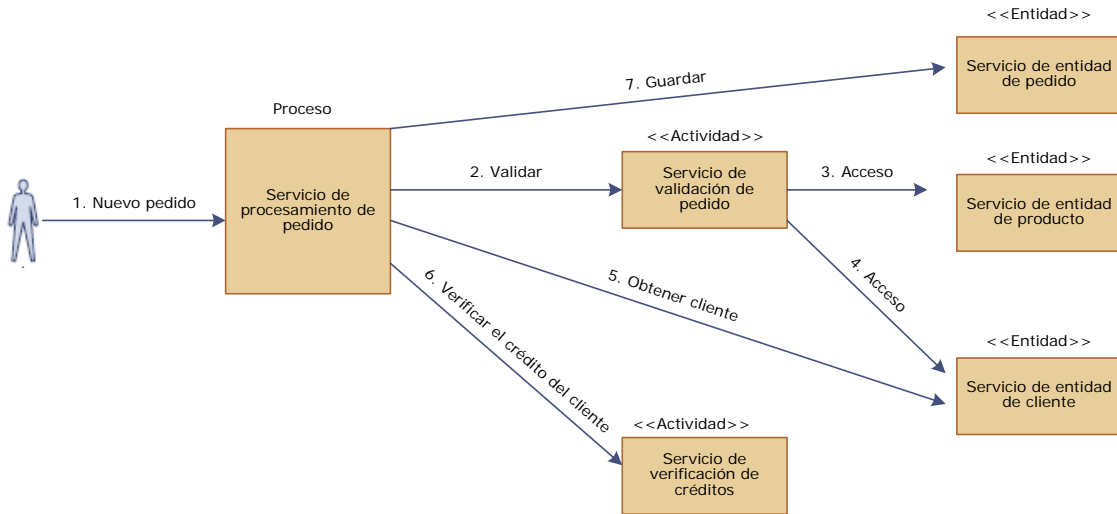 <<Entidad>>
Servicio de entidad
de pedido
7. Guardar
Proceso
<<Actividad>>
<<Entidad>>
Servicio de
procesamiento de
pedido
2. Validar
Servicio de
validación de
pedido
3. Acceso
Servicio de entidad
de producto
1. Nuevo pedido
4. Acceso
5. Obtener cliente
6. Verificar el crédito del cliente
<<Entidad>>
Servicio de entidad
de cliente
<<Actividad>>
Servicio de
verificación de
créditos